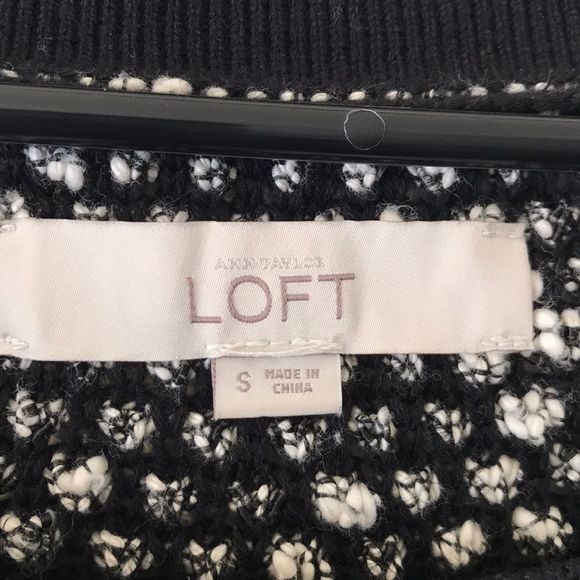 ANN TAYLOR
LOFT
S MADE IN
CHINA